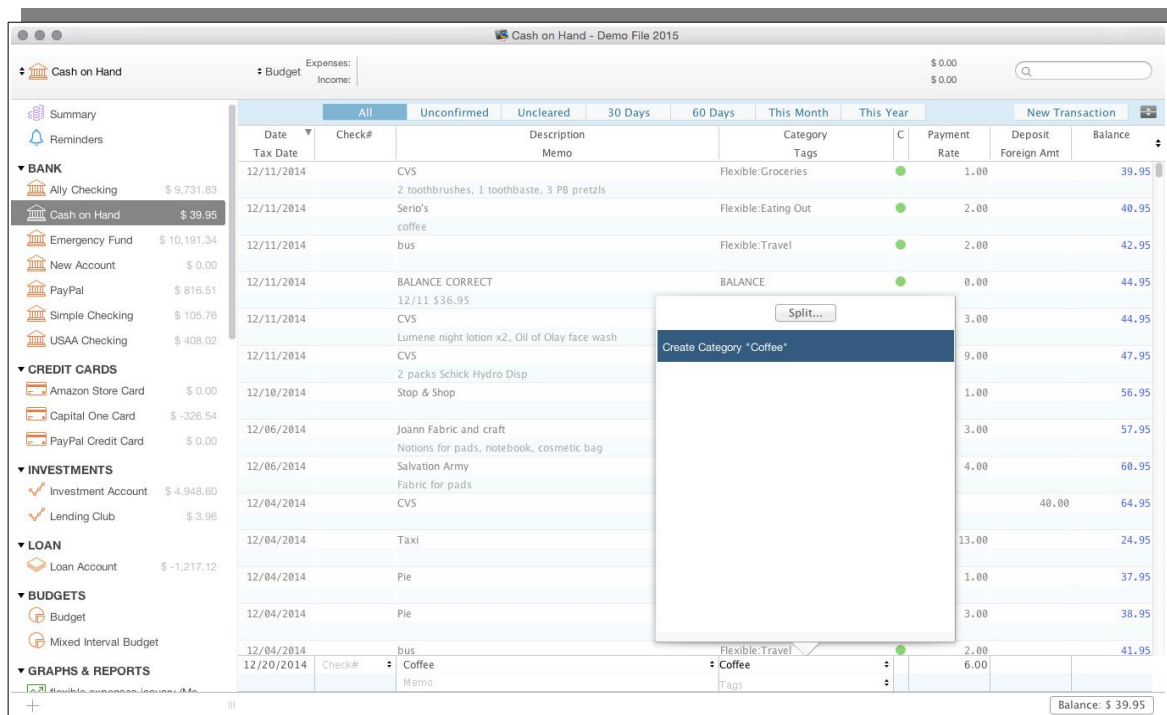 Cash on Hand - Demo File 2015
Cash on Hand
Budget
Expenses:
Income:
$ 0.00
$ 0.00
Summary
Reminders
BANK
Ally Checking $ 9,731.83
Cash on Hand $ 39.95
Emergency Fund $ 10,191.34
New Account $ 0.00
PayPal $ 816.51
Simple Checking $ 105.76
USAA Checking $ 408.02
CREDIT CARDS
Amazon Store Card $ 0.00
Capital One Card $ -326.54
PayPal Credit Card $ 0.00
INVESTMENTS
Investment Account $ 4,948.60
Lending Club $ 3.96
LOAN
Loan Account $ -1,217.12
BUDGETS
Budget
Mixed Interval Budget
GRAPHS & REPORTS
All Unconfirmed Uncleared 30 Days 60 Days This Month This Year New Transaction
Date Check# Description Category C Payment Deposit Balance
Tax Date Memo Tags Rate Foreign Amt
12/11/2014 CVS Flexible:Groceries 1.00 39.95
2 toothbrushes, 1 toothbaste, 3 PB pretzls
12/11/2014 Serio's Flexible:Eating Out 2.00 40.95
coffee
12/11/2014 bus Flexible:Travel 2.00 42.95
12/11/2014 BALANCE CORRECT BALANCE 0.00 44.95
12/11 $36.95
12/11/2014 CVS 3.00 44.95
Lumene night lotion x2, Oil of Olay face wash
12/11/2014 CVS 9.00 47.95
2 packs Schick Hydro Disp
12/10/2014 Stop & Shop 1.00 56.95
12/06/2014 Joann Fabric and craft 3.00 57.95
Notions for pads, notebook, cosmetic bag
12/06/2014 Salvation Army 4.00 60.95
Fabric for pads
12/04/2014 CVS 40.00 64.95
12/04/2014 Taxi 13.00 24.95
12/04/2014 Pie 1.00 37.95
12/04/2014 Pie 3.00 38.95
12/04/2014 bus Flexible:Travel 2.00 41.95
Split...
Create Category "Coffee"
12/20/2014 Check# Coffee Coffee 6.00
Memo Tags
Balance: $ 39.95